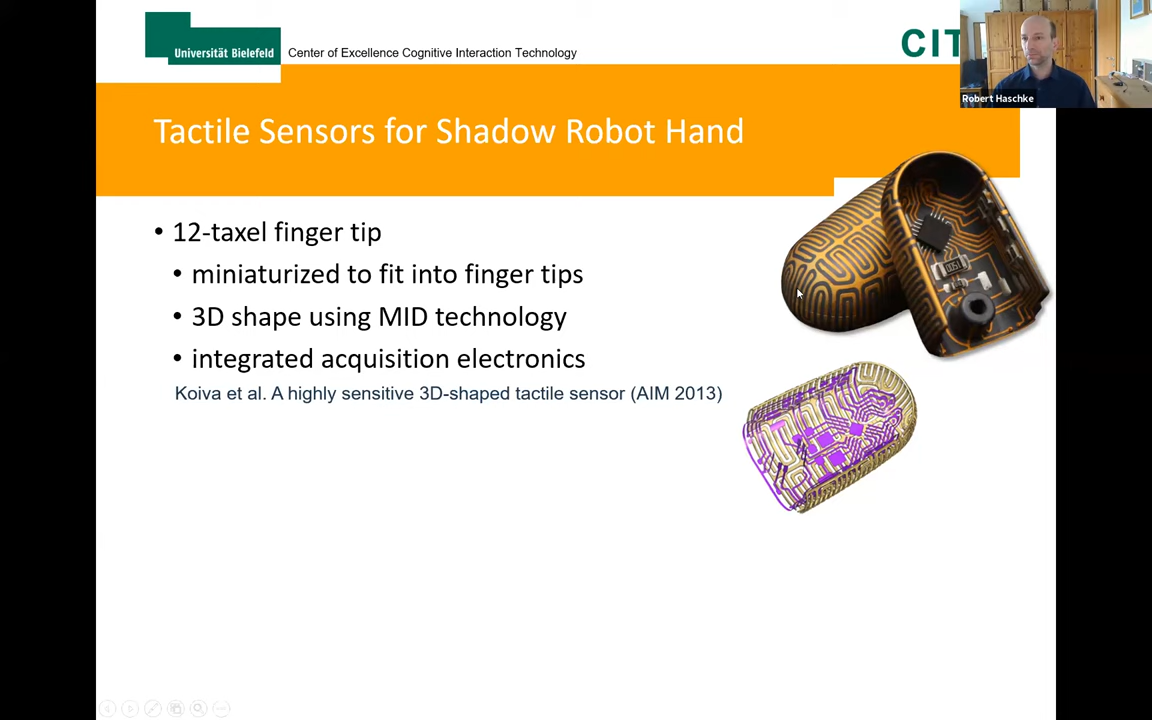 Universität Bielefeld
Center of Excellence Cognitive Interaction Technology
CIT
Robert Haschke
Tactile Sensors for Shadow Robot Hand
• 12-taxel finger tip
• miniaturized to fit into finger tips
• 3D shape using MID technology
• integrated acquisition electronics
Koiva et al. A highly sensitive 3D-shaped tactile sensor (AIM 2013)